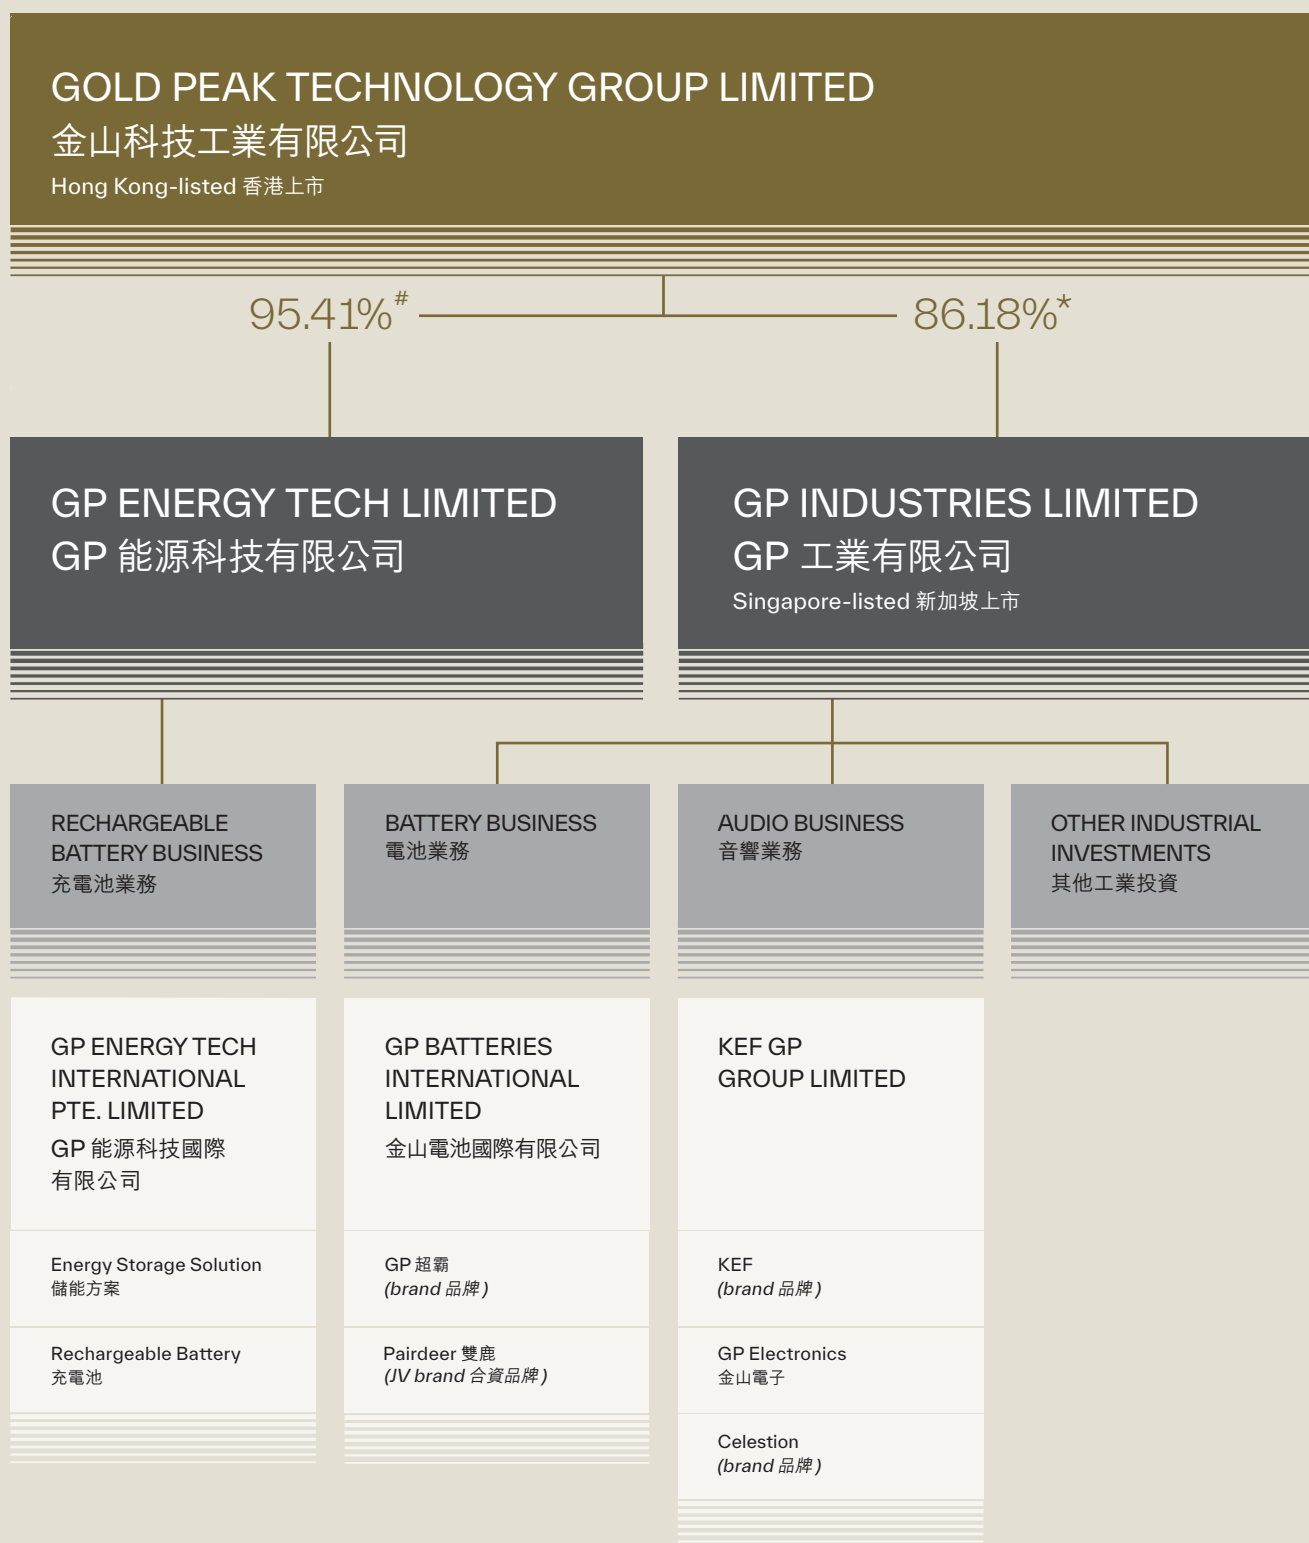 GOLD PEAK TECHNOLOGY GROUP LIMITED
金山科技工業有限公司
Hong Kong-listed 香港上市
95.41%#
86.18%*
GP ENERGY TECH LIMITED
GP 能源科技有限公司
GP INDUSTRIES LIMITED
GP 工業有限公司
Singapore-listed 新加坡上市
RECHARGEABLE
BATTERY BUSINESS
充電池業務
BATTERY BUSINESS
電池業務
AUDIO BUSINESS
音響業務
OTHER INDUSTRIAL
INVESTMENTS
其他工業投資
GP ENERGY TECH
INTERNATIONAL
PTE. LIMITED
GP 能源科技國際
有限公司
Energy Storage Solution
儲能方案
Rechargeable Battery
充電池
GP BATTERIES
INTERNATIONAL
LIMITED
金山電池國際有限公司
GP 超霸
(brand 品牌)
Pairdeer 雙鹿
(JV brand 合資品牌)
KEF GP
GROUP LIMITED
KEF
(brand 品牌)
GP Electronics
金山電子
Celestion
(brand 品牌)